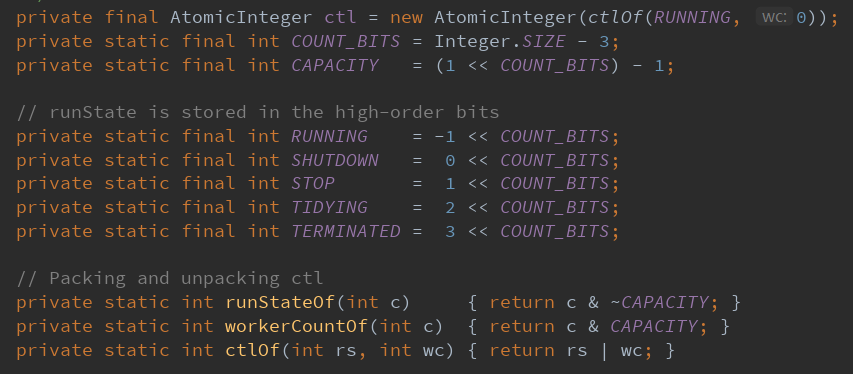 private final AtomicInteger ctl = new AtomicInteger(ctlOf(RUNNING, wc: 0));
private static final int COUNT_BITS = Integer.SIZE - 3;
private static final int CAPACITY   = (1 << COUNT_BITS) - 1;

// runState is stored in the high-order bits
private static final int RUNNING    = -1 << COUNT_BITS;
private static final int SHUTDOWN   =  0 << COUNT_BITS;
private static final int STOP       =  1 << COUNT_BITS;
private static final int TIDYING    =  2 << COUNT_BITS;
private static final int TERMINATED =  3 << COUNT_BITS;

// Packing and unpacking ctl
private static int runStateOf(int c)     { return c & ~CAPACITY; }
private static int workerCountOf(int c)  { return c & CAPACITY; }
private static int ctlOf(int rs, int wc) { return rs | wc; }